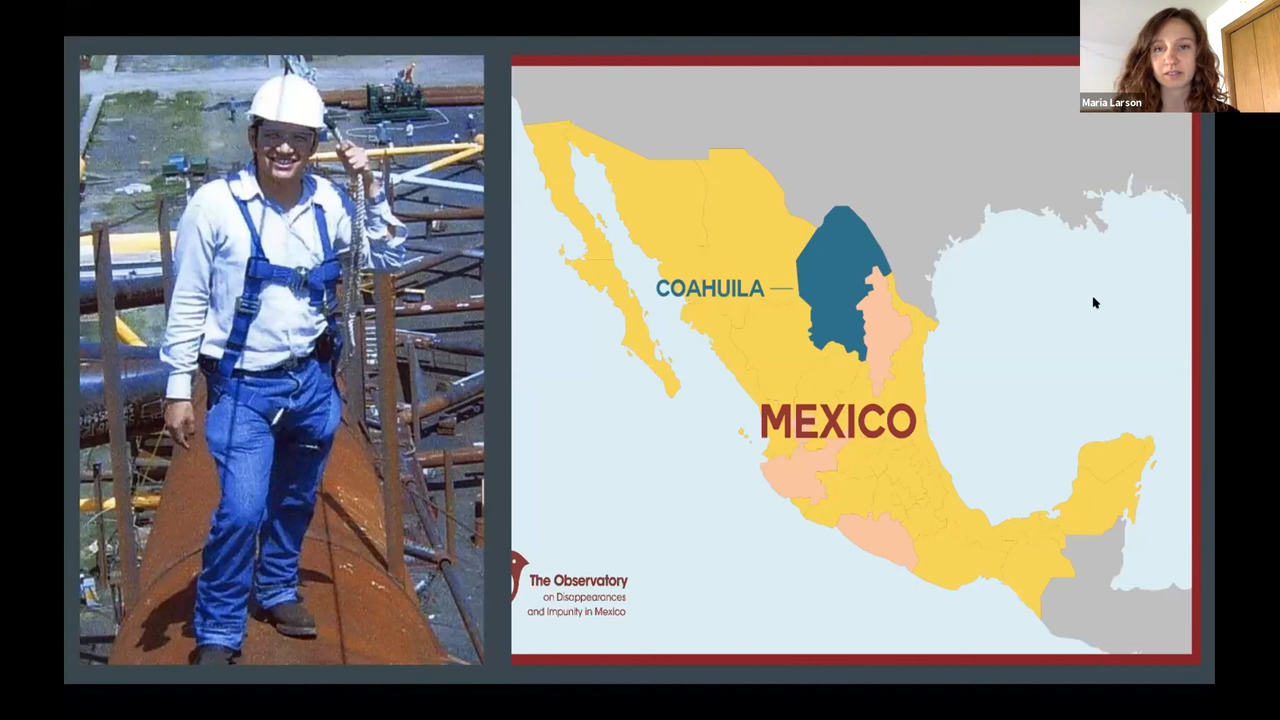 Maria Larson
COAHUILA
MEXICO
The Observatory
on Disappearances
and Impunity in Mexico